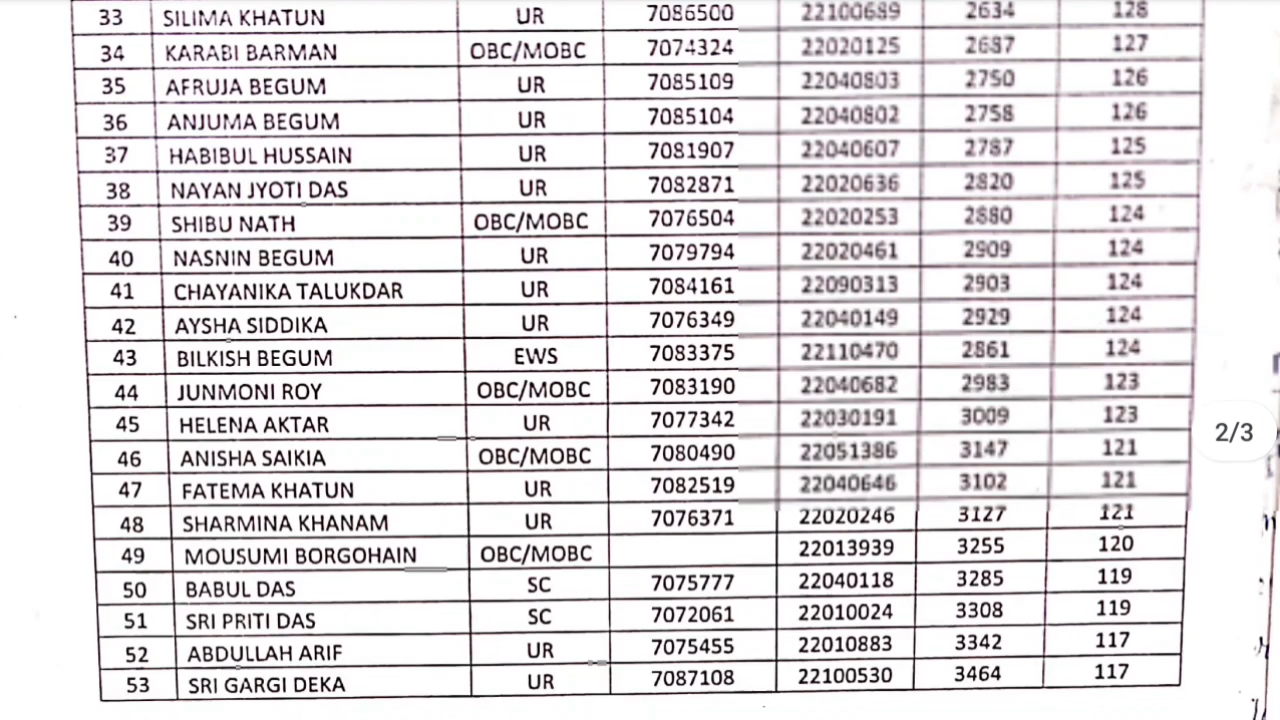 33 SILIMA KHATUN UR 7086500 22100689 2634 128
34 KARABI BARMAN OBC/MOBC 7074324 22020125 2687 127
35 AFRUJA BEGUM UR 7085109 22040803 2750 126
36 ANJUMA BEGUM UR 7085104 22040802 2758 126
37 HABIBUL HUSSAIN UR 7081907 22040607 2787 125
38 NAYAN JYOTI DAS UR 7082871 22020636 2820 125
39 SHIBU NATH OBC/MOBC 7076504 22020253 2880 124
40 NASNIN BEGUM UR 7079794 22020461 2909 124
41 CHAYANIKA TALUKDAR UR 7084161 22090313 2903 124
42 AYSHA SIDDIKA UR 7076349 22040149 2929 124
43 BILKISH BEGUM EWS 7083375 22110470 2861 124
44 JUNMONI ROY OBC/MOBC 7083190 22040682 2983 123
45 HELENA AKTAR UR 7077342 22030191 3009 123
46 ANISHA SAIKIA OBC/MOBC 7080490 22051386 3147 121
47 FATEMA KHATUN UR 7082519 22040646 3102 121
48 SHARMINA KHANAM UR 7076371 22020246 3127 121
49 MOUSUMI BORGOHAIN OBC/MOBC 22013939 3255 120
50 BABUL DAS SC 7075777 22040118 3285 119
51 SRI PRITI DAS SC 7072061 22010024 3308 119
52 ABDULLAH ARIF UR 7075455 22010883 3342 117
53 SRI GARGI DEKA UR 7087108 22100530 3464 117
2/3